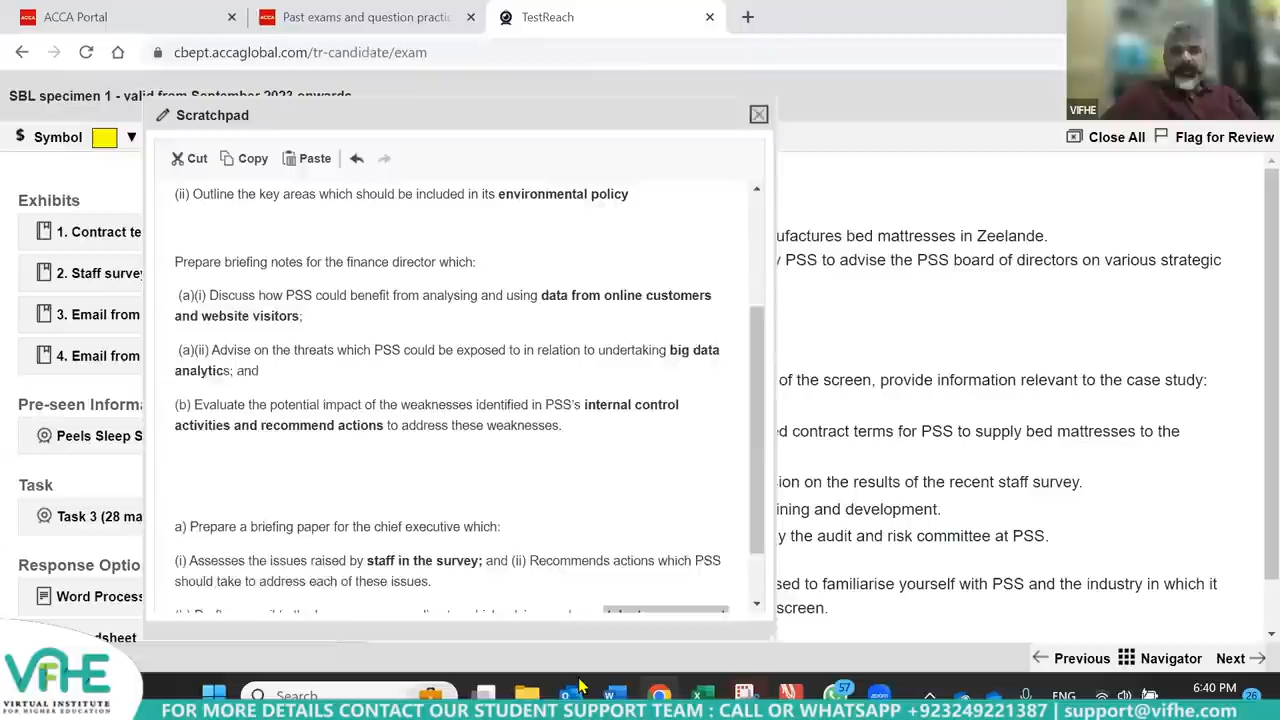 ACCA Portal
Past exams and question practic
TestReach
cbept.accaglobal.com/tr-candidate/exam
VIFHE
SBL specimen 1 - valid from September 2023 onwards
Symbol
Close All
Flag for Review
Scratchpad
Cut
Copy
Paste
Exhibits
1. Contract te
2. Staff surve
3. Email from
4. Email from
Pre-seen Informa
Peels Sleep S
Task
Task 3 (28 ma
Response Optio
Word Process
dsheet
(ii) Outline the key areas which should be included in its environmental policy
Prepare briefing notes for the finance director which:
(a)(i) Discuss how PSS could benefit from analysing and using data from online customers
and website visitors;
(a)(ii) Advise on the threats which PSS could be exposed to in relation to undertaking big data
analytics; and
(b) Evaluate the potential impact of the weaknesses identified in PSS's internal control
activities and recommend actions to address these weaknesses.
a) Prepare a briefing paper for the chief executive which:
(i) Assesses the issues raised by staff in the survey; and (ii) Recommends actions which PSS
should take to address each of these issues.
ufactures bed mattresses in Zeelande.
PSS to advise the PSS board of directors on various strategic
of the screen, provide information relevant to the case study:
d contract terms for PSS to supply bed mattresses to the
ion on the results of the recent staff survey.
ining and development.
y the audit and risk committee at PSS.
sed to familiarise yourself with PSS and the industry in which it
screen.
Previous
Navigator
Next
Search
57
ENG
6:40 PM
26
VIFHE
VIRTUAL INSTITUTE
FOR HIGHER EDUCATION
FOR MORE DETAILS CONTACT OUR STUDENT SUPPORT TEAM : CALL OR WHATSAPP +923249221387 | support@vifhe.com